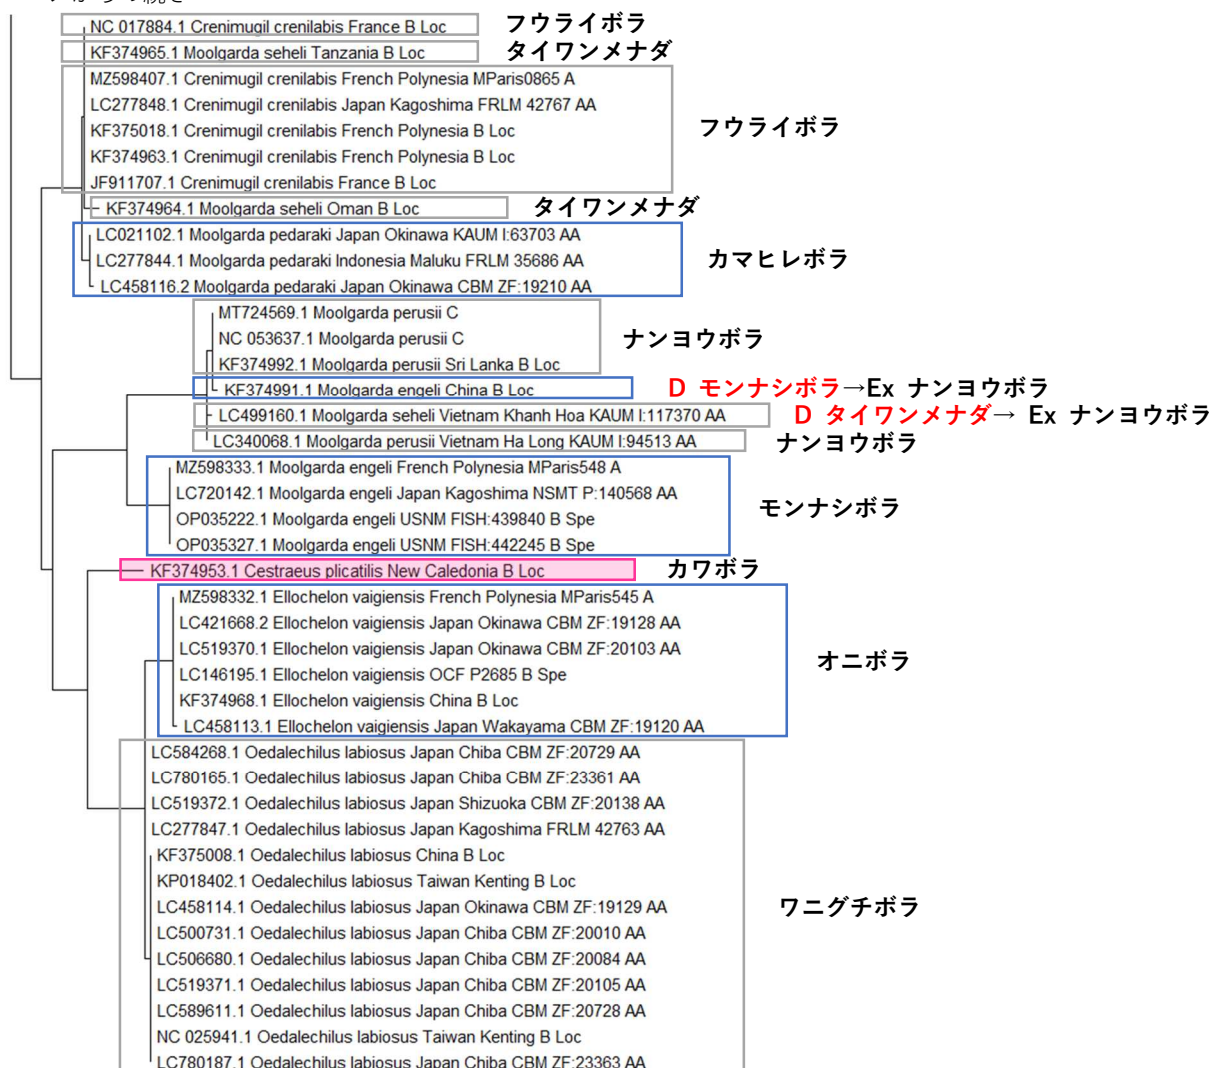 からの続き
NC 017884.1 Crenimugil crenilabis France B Loc フウライボラ
KF374965.1 Moolgarda seheli Tanzania B Loc タイワンメナダ
MZ598407.1 Crenimugil crenilabis French Polynesia MParis0865 A
LC277848.1 Crenimugil crenilabis Japan Kagoshima FRLM 42767 AA
KF375018.1 Crenimugil crenilabis French Polynesia B Loc フウライボラ
KF374963.1 Crenimugil crenilabis French Polynesia B Loc
JF911707.1 Crenimugil crenilabis France B Loc
KF374964.1 Moolgarda seheli Oman B Loc タイワンメナダ
LC021102.1 Moolgarda pedaraki Japan Okinawa KAUM I:63703 AA
LC277844.1 Moolgarda pedaraki Indonesia Maluku FRLM 35686 AA カマヒレボラ
LC458116.2 Moolgarda pedaraki Japan Okinawa CBM ZF:19210 AA
MT724569.1 Moolgarda perusii C
NC 053637.1 Moolgarda perusii C ナンヨウボラ
KF374992.1 Moolgarda perusii Sri Lanka B Loc
KF374991.1 Moolgarda engeli China B Loc D モンナシボラ→Ex ナンヨウボラ
LC499160.1 Moolgarda seheli Vietnam Khanh Hoa KAUM I:117370 AA D タイワンメナダ→ Ex ナンヨウボラ
LC340068.1 Moolgarda perusii Vietnam Ha Long KAUM I:94513 AA ナンヨウボラ
MZ598333.1 Moolgarda engeli French Polynesia MParis548 A
LC720142.1 Moolgarda engeli Japan Kagoshima NSMT P:140568 AA モンナシボラ
OP035222.1 Moolgarda engeli USNM FISH:439840 B Spe
OP035327.1 Moolgarda engeli USNM FISH:442245 B Spe
KF374953.1 Cestraeus plicatilis New Caledonia B Loc カワボラ
MZ598332.1 Ellochelon vaigiensis French Polynesia MParis545 A
LC421668.2 Ellochelon vaigiensis Japan Okinawa CBM ZF:19128 AA
LC519370.1 Ellochelon vaigiensis Japan Okinawa CBM ZF:20103 AA オニボラ
LC146195.1 Ellochelon vaigiensis OCF P2685 B Spe
KF374968.1 Ellochelon vaigiensis China B Loc
LC458113.1 Ellochelon vaigiensis Japan Wakayama CBM ZF:19120 AA
LC584268.1 Oedalechilus labiosus Japan Chiba CBM ZF:20729 AA
LC780165.1 Oedalechilus labiosus Japan Chiba CBM ZF:23361 AA
LC519372.1 Oedalechilus labiosus Japan Shizuoka CBM ZF:20138 AA
LC277847.1 Oedalechilus labiosus Japan Kagoshima FRLM 42763 AA
KF375008.1 Oedalechilus labiosus China B Loc
KP018402.1 Oedalechilus labiosus Taiwan Kenting B Loc
LC458114.1 Oedalechilus labiosus Japan Okinawa CBM ZF:19129 AA ワニグチボラ
LC500731.1 Oedalechilus labiosus Japan Chiba CBM ZF:20010 AA
LC506680.1 Oedalechilus labiosus Japan Chiba CBM ZF:20084 AA
LC519371.1 Oedalechilus labiosus Japan Chiba CBM ZF:20105 AA
LC589611.1 Oedalechilus labiosus Japan Chiba CBM ZF:20728 AA
NC 025941.1 Oedalechilus labiosus Taiwan Kenting B Loc
LC780187.1 Oedalechilus labiosus Japan Chiba CBM ZF:23363 AA